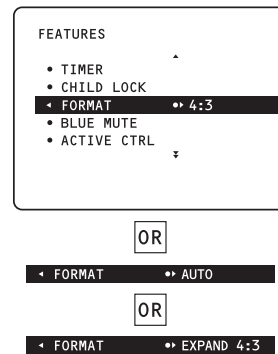 FEATURES
• TIMER
• CHILD LOCK
◂ FORMAT •▸ 4:3
• BLUE MUTE
• ACTIVE CTRL
OR
◂ FORMAT •▸ AUTO
OR
◂ FORMAT •▸ EXPAND 4:3